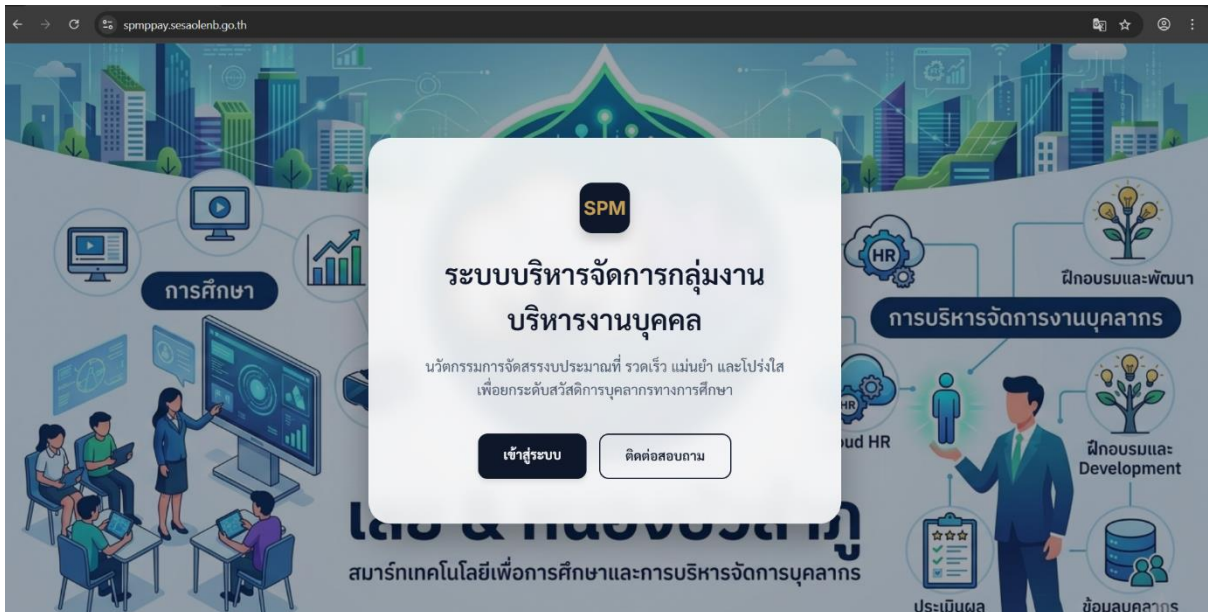 spmppay.sesaolenb.go.th
SPM
ระบบบริหารจัดการกลุ่มงาน
บริหารงานบุคคล
นวัตกรรมการจัดสรรงบประมาณที่ รวดเร็ว แม่นยำ และโปร่งใส
เพื่อยกระดับสวัสดิการบุคลากรทางการศึกษา
เข้าสู่ระบบ
ติดต่อสอบถาม
การศึกษา
HR
ฝึกอบรมและพัฒนา
การบริหารจัดการงานบุคลากร
HR
HR
ฝึกอบรมและ
Development
สมาร์ทเทคโนโลยีเพื่อการศึกษาและการบริหารจัดการบุคลากร
ประเมินผล
ข้อมูลบุคลากร